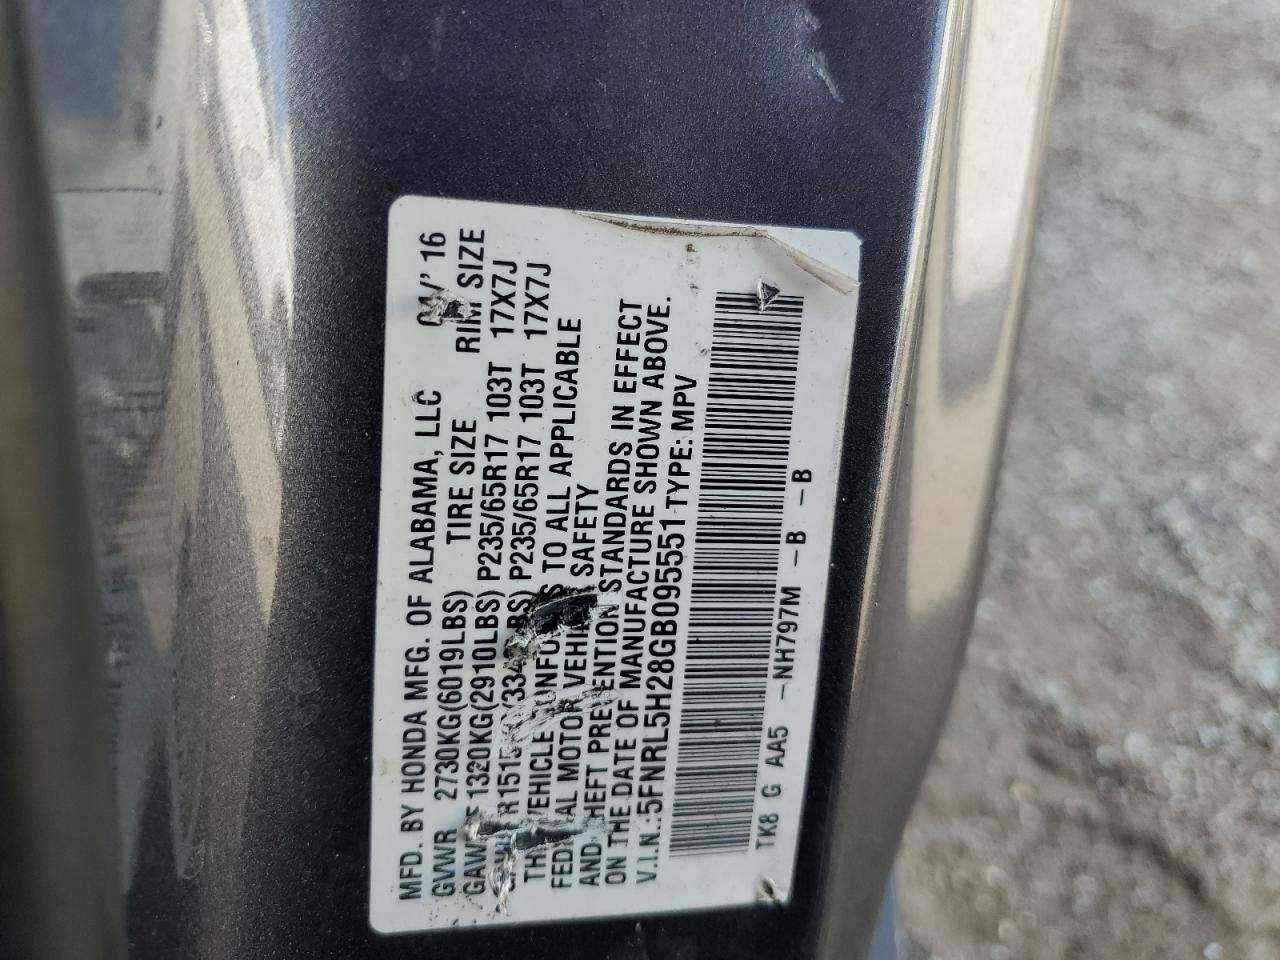 MFD. BY HONDA MFG. OF ALABAMA, LLC /' 16
GVWR 2730KG(6019LBS) TIRE SIZE RIM SIZE
1320KG(2910LBS) P235/65R17 103T 17X7J
P235/65R17 103T 17X7J
VEHICLE TO ALL APPLICABLE
MOTOR SAFETY
STANDARDS IN EFFECT
ON THE DATE OF MANUFACTURE SHOWN ABOVE.
V.I.N.:5FNRL5H28GB095551 TYPE: MPV
TK8 G AA5 -NH797M -B -B